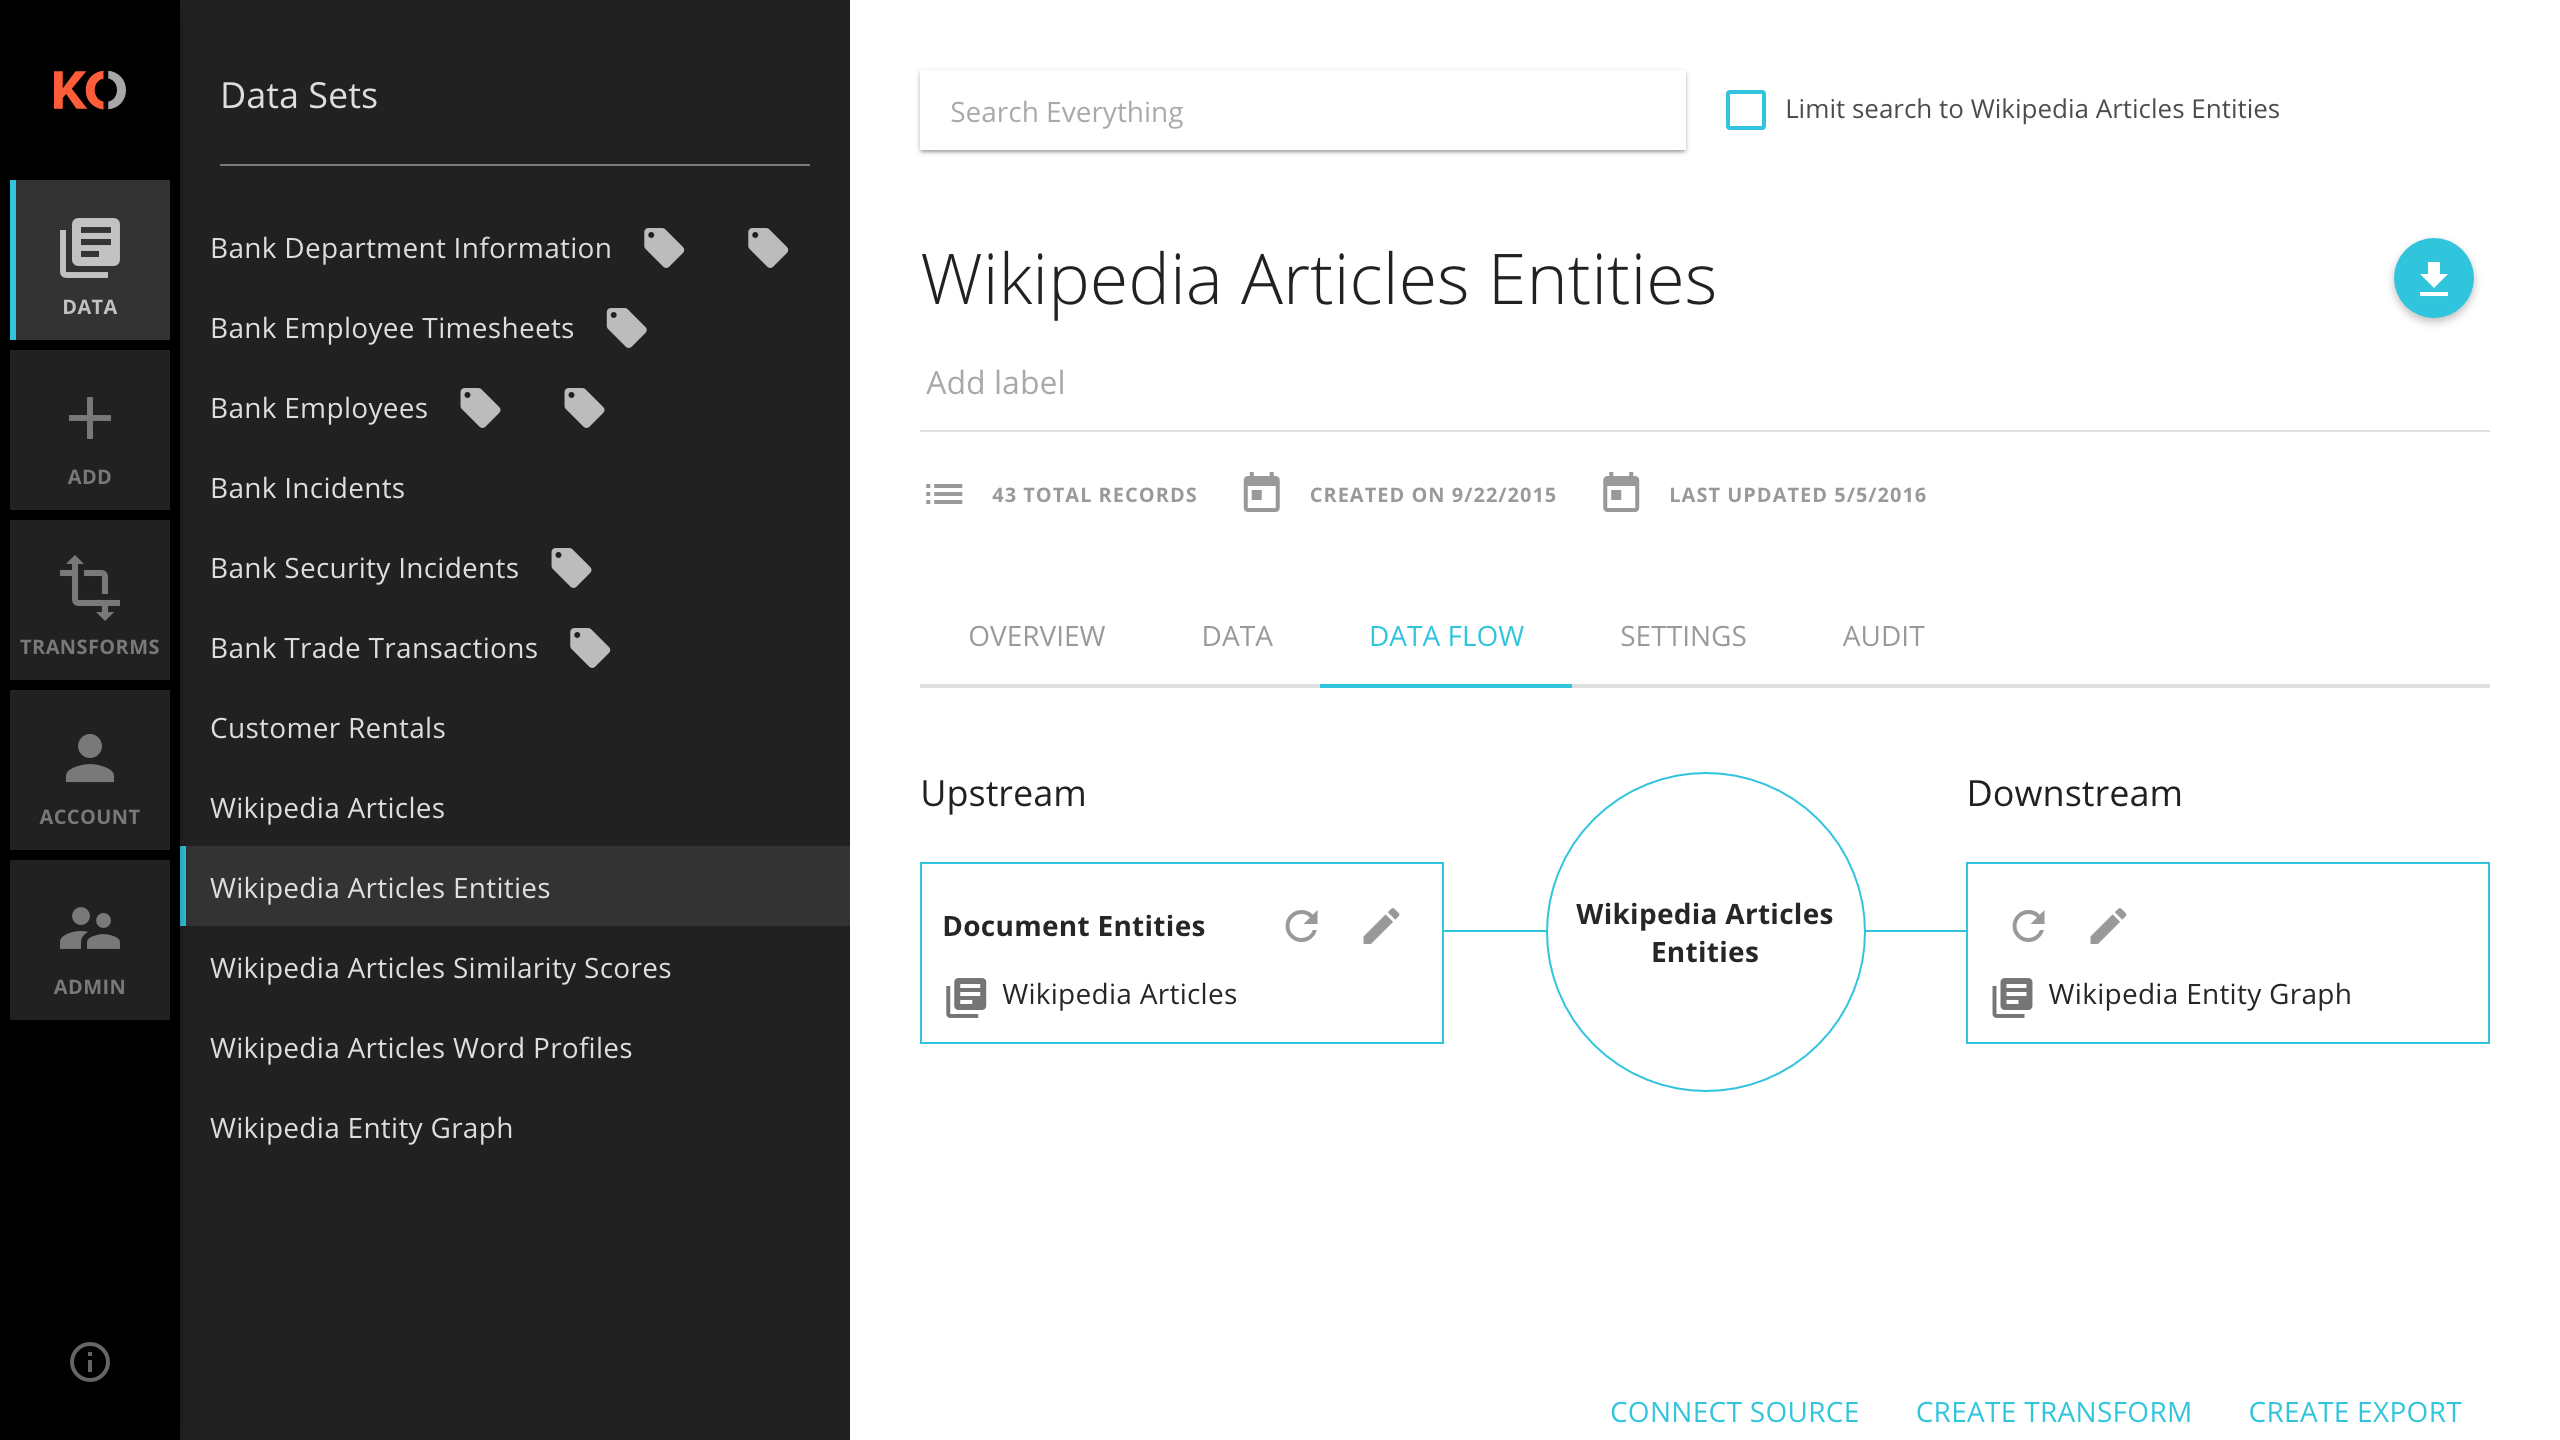 KO
DATA
ADD
TRANSFORMS
ACCOUNT
ADMIN
Data Sets
Bank Department Information
Bank Employee Timesheets
Bank Employees
Bank Incidents
Bank Security Incidents
Bank Trade Transactions
Customer Rentals
Wikipedia Articles
Wikipedia Articles Entities
Wikipedia Articles Similarity Scores
Wikipedia Articles Word Profiles
Wikipedia Entity Graph
Search Everything
Limit search to Wikipedia Articles Entities
Wikipedia Articles Entities
Add label
43 TOTAL RECORDS
CREATED ON 9/22/2015
LAST UPDATED 5/5/2016
OVERVIEW
DATA
DATA FLOW
SETTINGS
AUDIT
Upstream
Document Entities
Wikipedia Articles
Wikipedia Articles
Entities
Downstream
Wikipedia Entity Graph
CONNECT SOURCE
CREATE TRANSFORM
CREATE EXPORT